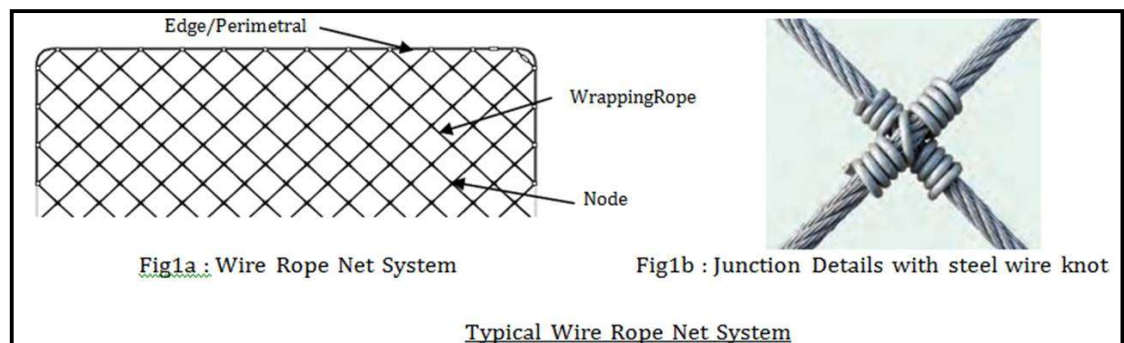 Edge/Perimetral
WrappingRope
Node
Fig1a : Wire Rope Net System
Fig1b : Junction Details with steel wire knot
Typical Wire Rope Net System